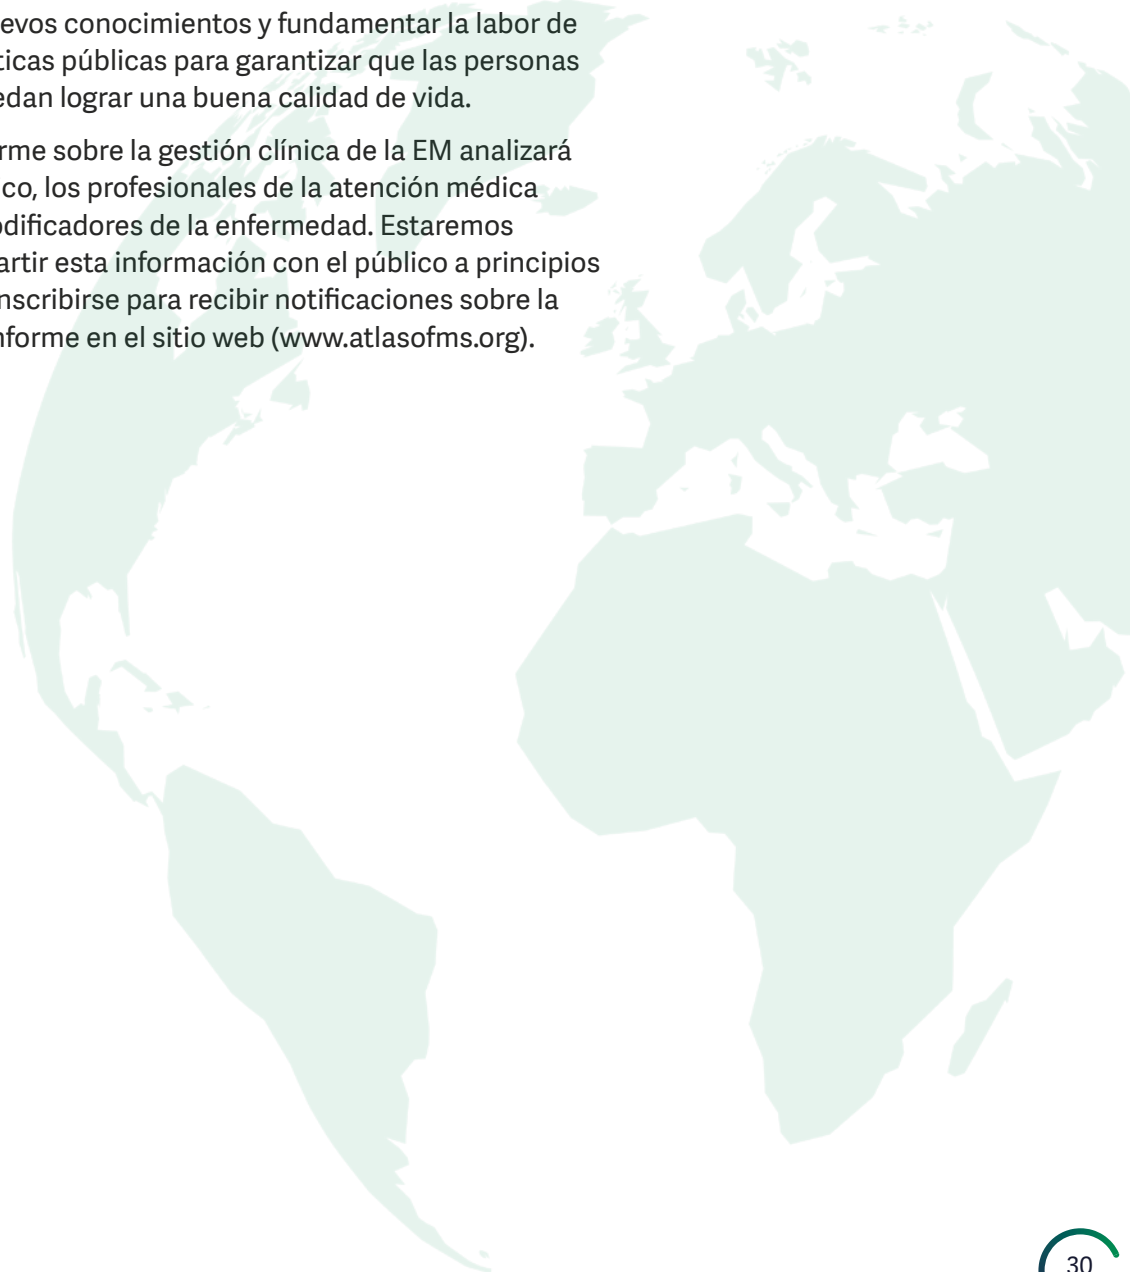 evos conocimientos y fundamentar la labor de
ticas públicas para garantizar que las personas
edan lograr una buena calidad de vida.
rme sobre la gestión clínica de la EM analizará
co, los profesionales de la atención médica
odificadores de la enfermedad. Estaremos
artir esta información con el público a principios
nscribirse para recibir notificaciones sobre la
nforme en el sitio web (www.atlasofms.org).
30